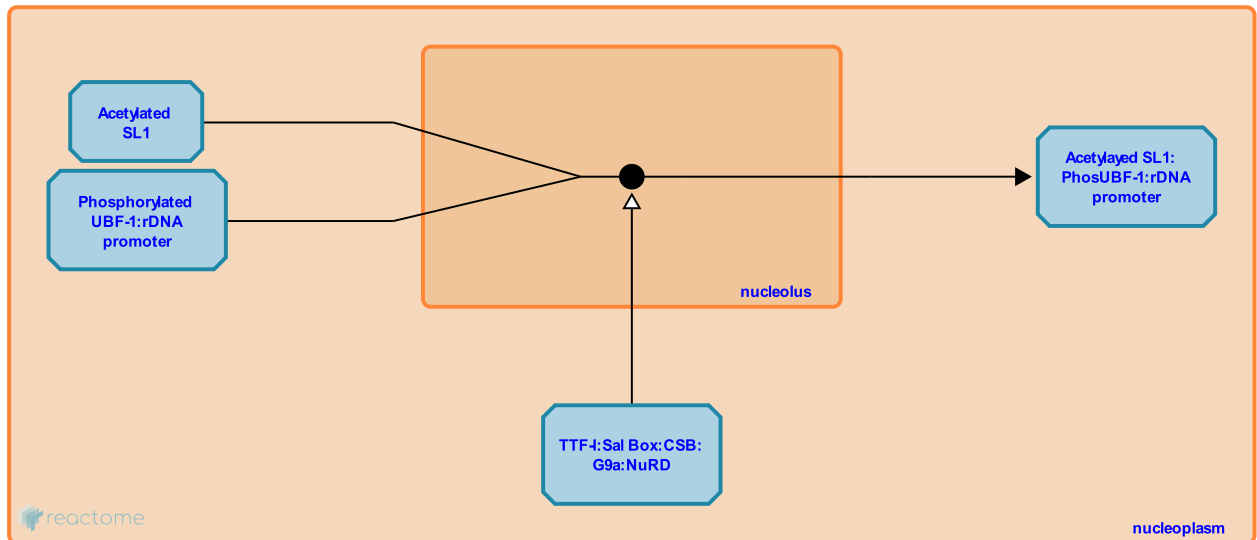 Acetylated
SL1
Phosphorylated
UBF-1:rDNA
promoter
Acetylayed SL1:
PhosUBF-1:rDNA
promoter
nucleolus
TTF-I:Sal Box:CSB:
G9a:NuRD
reactome
nucleoplasm